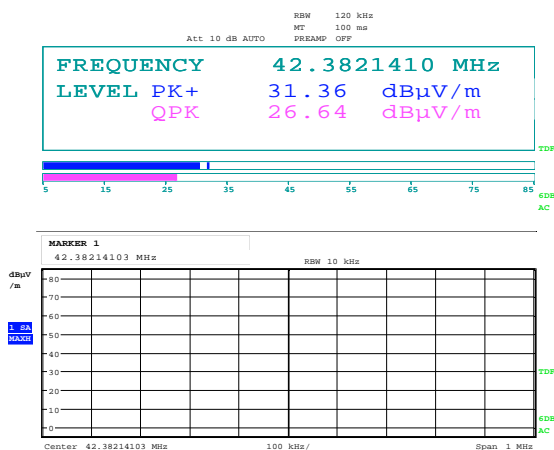 RBW 120 kHz
MT 100 ms
Att 10 dB AUTO PREAMP OFF
FREQUENCY 42.3821410 MHz
LEVEL PK+ 31.36 dBµV/m
QPK 26.64 dBµV/m
TDF
5 15 25 35 45 55 65 75 85
6DB
AC
MARKER 1
42.38214103 MHz
RBW 10 kHz
dBµV
/m
80
70
60
1 SA
MAXH
50
40
30
TDF
20
10
6DB
0
AC
Center 42.38214103 MHz 100 kHz/ Span 1 MHz